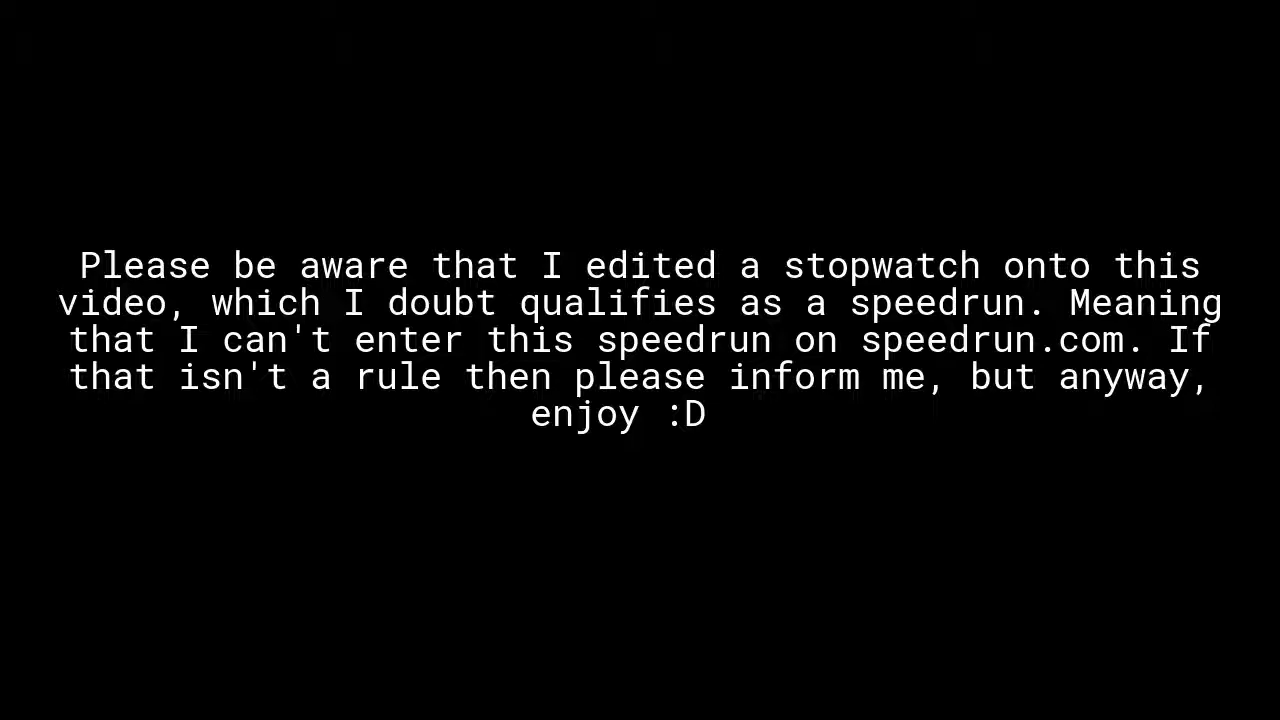 Please be aware that I edited a stopwatch onto this
video, which I doubt qualifies as a speedrun. Meaning
that I can't enter this speedrun on speedrun.com. If
that isn't a rule then please inform me, but anyway,
enjoy :D